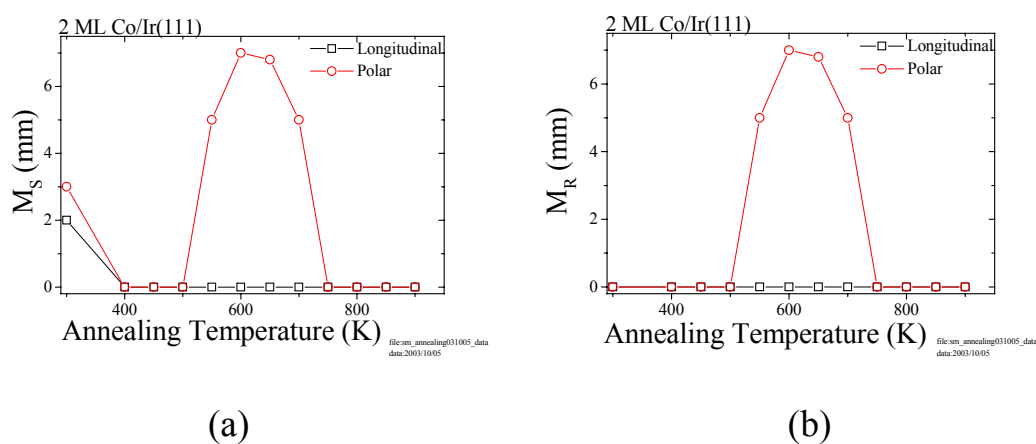 2 ML Co/Ir(111)
Longitudinal
Polar
6
4
2
0
M_S (mm)
400
600
800
Annealing Temperature (K)
file:sm_annealing031005_data
data:2003/10/05
(a)
2 ML Co/Ir(111)
Longitudinal
Polar
6
4
2
0
M_R (mm)
400
600
800
Annealing Temperature (K)
file:sm_annealing031005_data
data:2003/10/05
(b)